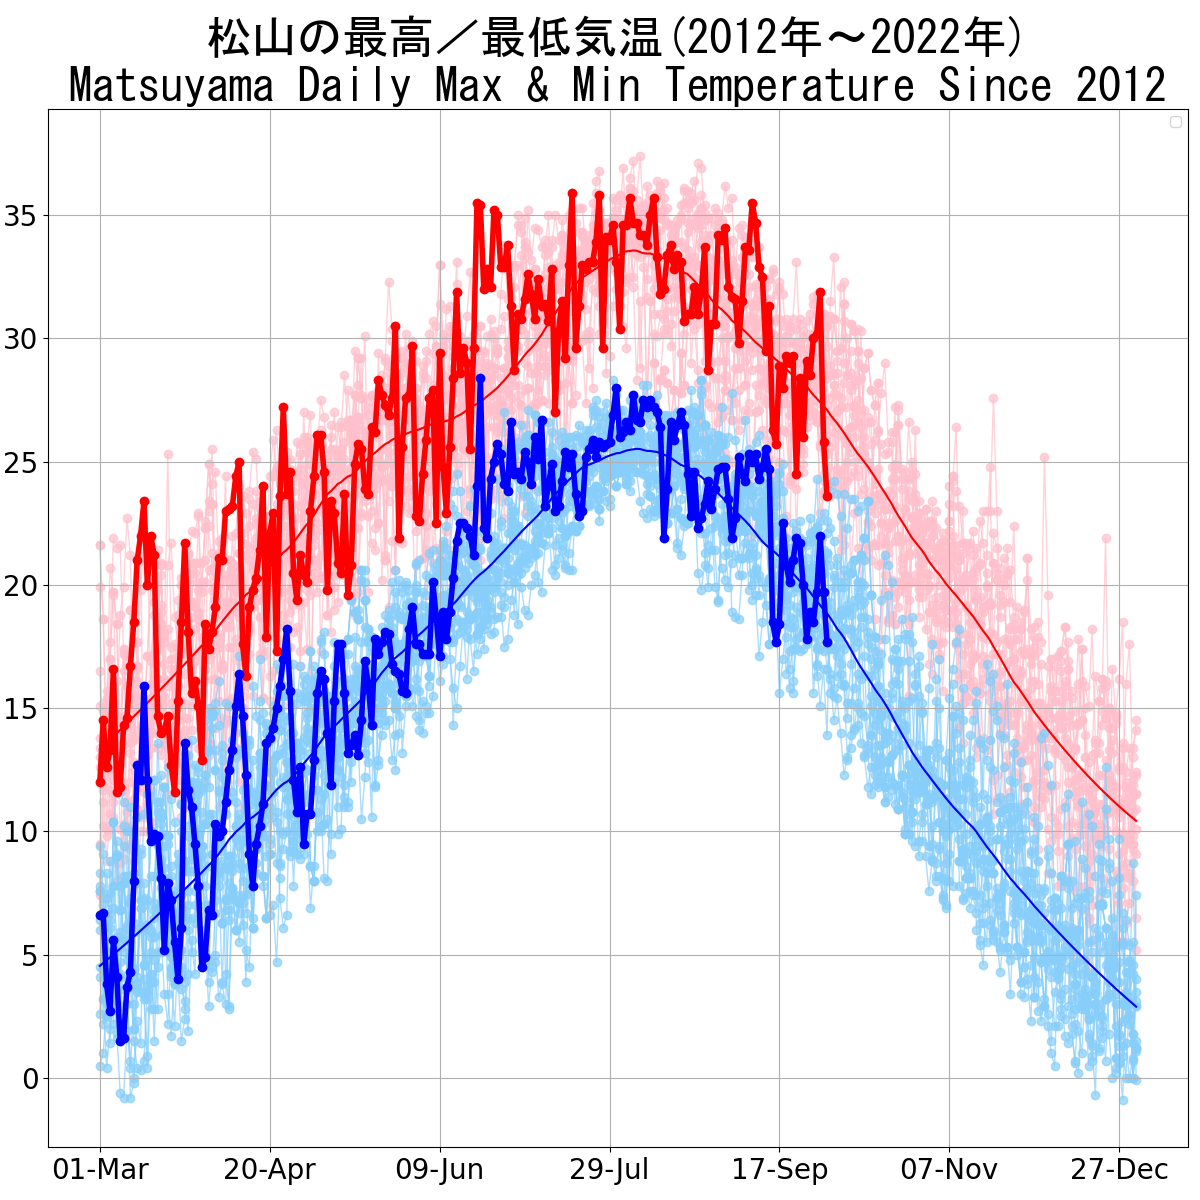 松山の最高／最低気温(2012年～2022年)
Matsuyama Daily Max & Min Temperature Since 2012
35
30
25
20
15
10
5
0
01-Mar 20-Apr 09-Jun 29-Jul 17-Sep 07-Nov 27-Dec